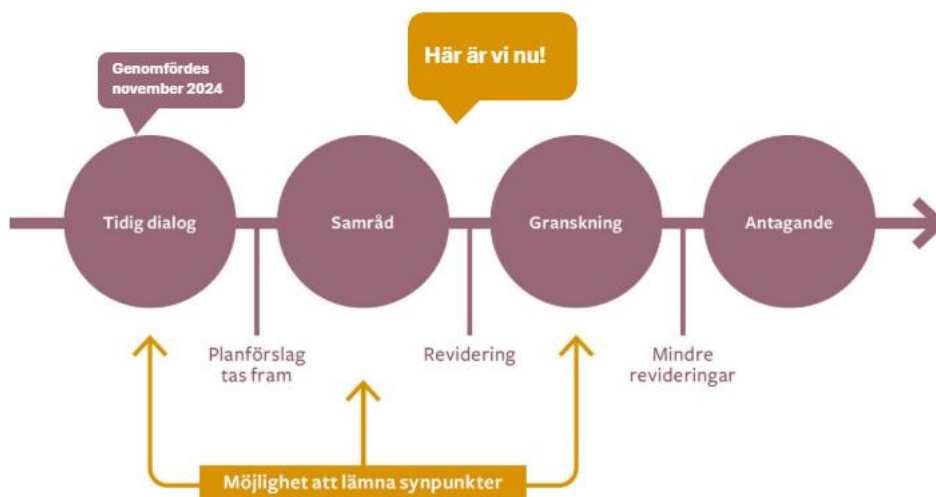 Här är vi nu!
Genomfördes
november 2024
Tidig dialog
Samråd
Granskning
Antagande
Planförslag
tas fram
Revidering
Mindre
revideringar
Möjlighet att lämna synpunkter